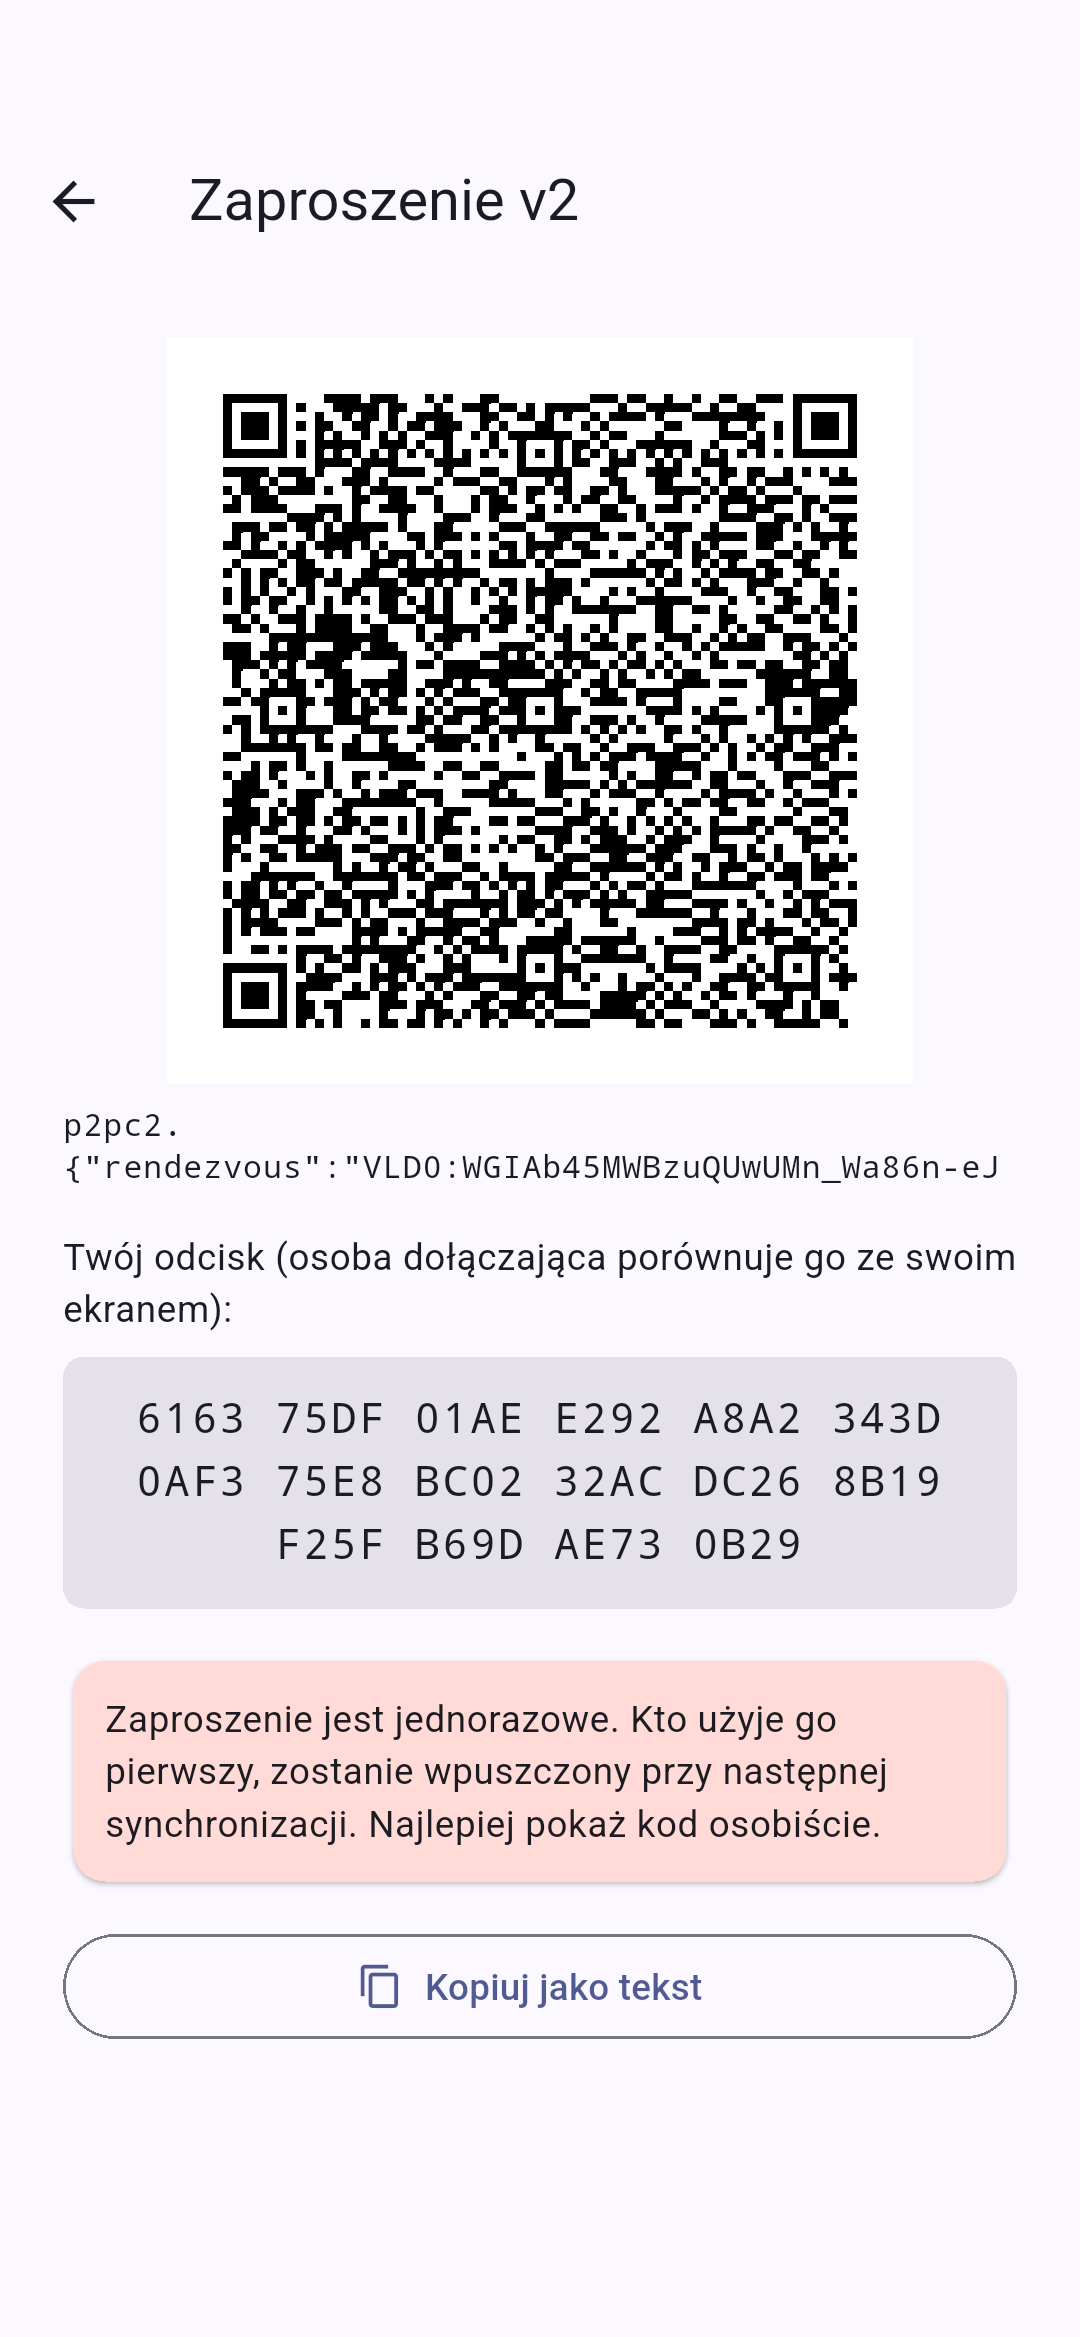 Zaproszenie v2
p2pc2.
{"rendezvous":"VLDO:WGIAb45MWBzuQUwUMn_Wa86n-eJ
Twój odcisk (osoba dołączająca porównuje go ze swoim
ekranem):
6163 75DF 01AE E292 A8A2 343D
0AF3 75E8 BC02 32AC DC26 8B19
F25F B69D AE73 0B29
Zaproszenie jest jednorazowe. Kto użyje go
pierwszy, zostanie wpuszczony przy następnej
synchronizacji. Najlepiej pokaż kod osobiście.
Kopiuj jako tekst